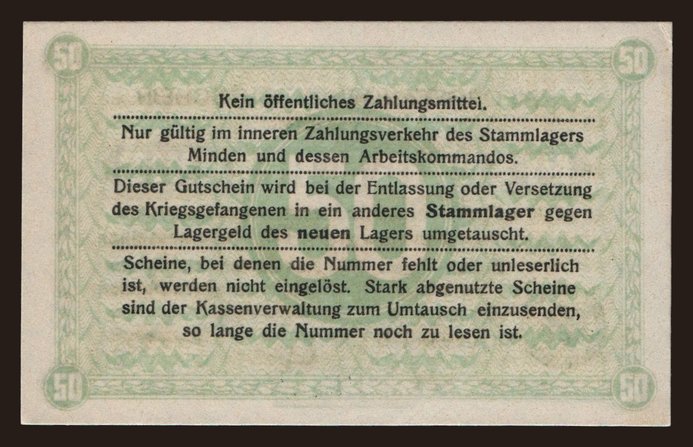 50 50
Kein öffentliches Zahlungsmittel.
Nur gültig im inneren Zahlungsverkehr des Stammlagers
Minden und dessen Arbeitskommandos.
Dieser Gutschein wird bei der Entlassung oder Versetzung
des Kriegsgefangenen in ein anderes Stammlager gegen
Lagergeld des neuen Lagers umgetauscht.
Scheine, bei denen die Nummer fehlt oder unleserlich
ist, werden nicht eingelöst. Stark abgenutzte Scheine
sind der Kassenverwaltung zum Umtausch einzusenden,
so lange die Nummer noch zu lesen ist.
50 50